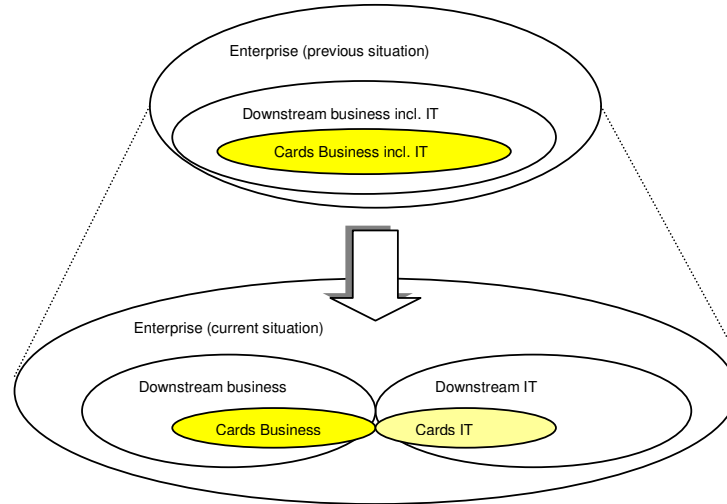 Enterprise (previous situation)
Downstream business incl. IT
Cards Business incl. IT
Enterprise (current situation)
Downstream business
Downstream IT
Cards Business
Cards IT